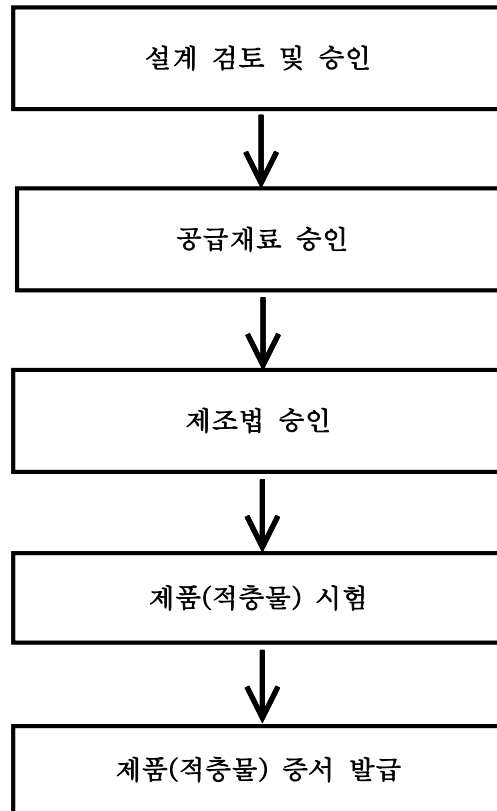 설계 검토 및 승인
공급재료 승인
제조법 승인
제품(적층물) 시험
제품(적층물) 증서 발급